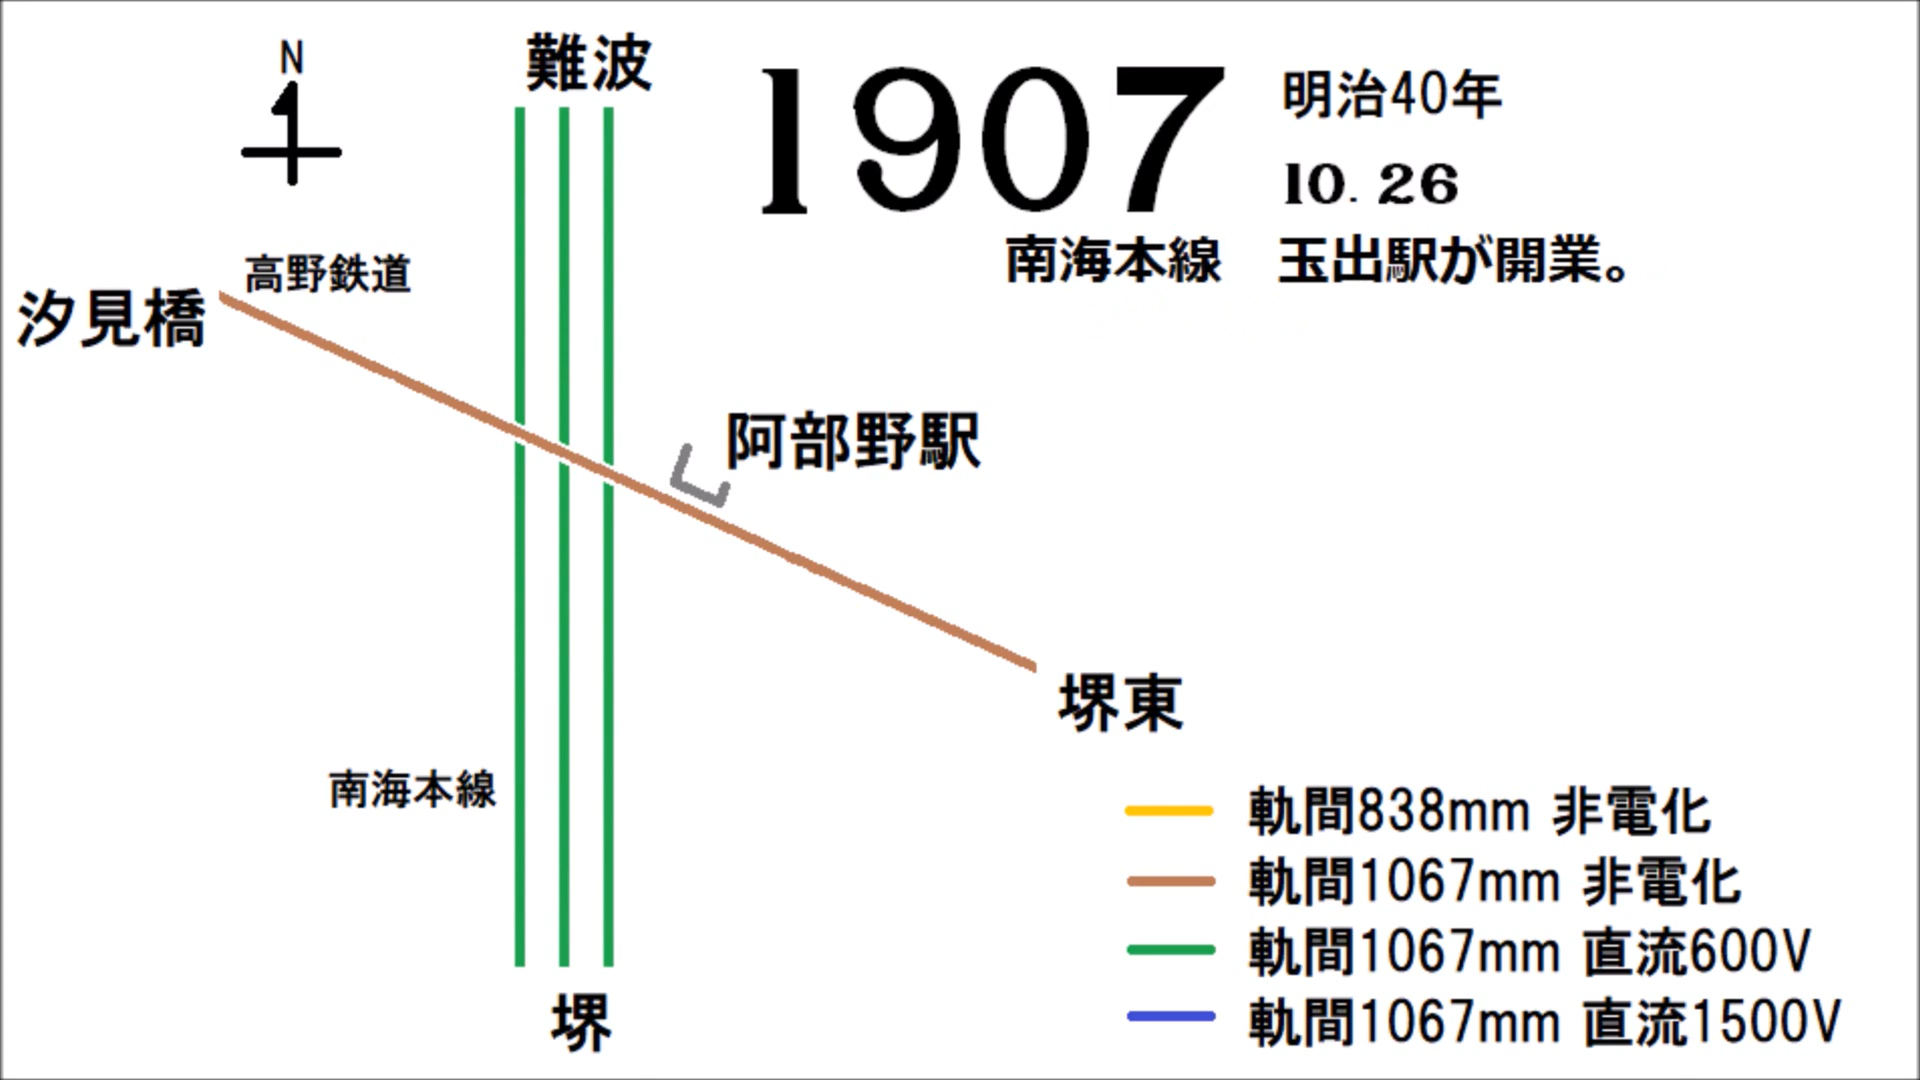 N
難波
1907
明治40年
10. 26
南海本線 玉出駅が開業。
高野鉄道
汐見橋
阿部野駅
堺東
南海本線
堺
軌間838mm 非電化
軌間1067mm 非電化
軌間1067mm 直流600V
軌間1067mm 直流1500V